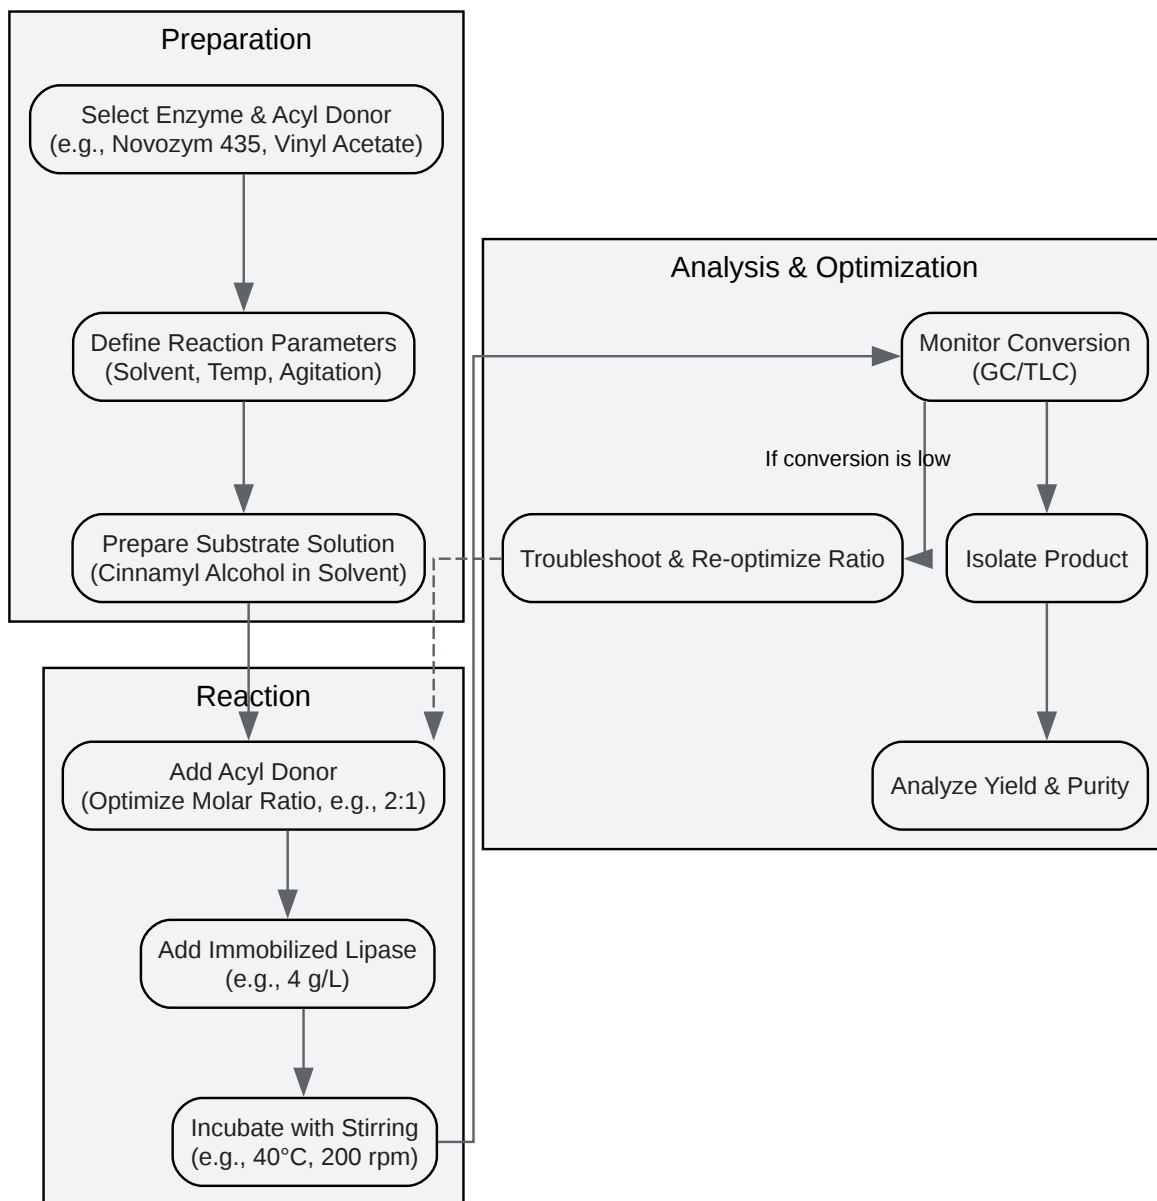 Preparation
Select Enzyme & Acyl Donor
(e.g., Novozym 435, Vinyl Acetate)
Define Reaction Parameters
(Solvent, Temp, Agitation)
Prepare Substrate Solution
(Cinnamyl Alcohol in Solvent)
Reaction
Add Acyl Donor
(Optimize Molar Ratio, e.g., 2:1)
Add Immobilized Lipase
(e.g., 4 g/L)
Incubate with Stirring
(e.g., 40°C, 200 rpm)
Analysis & Optimization
Monitor Conversion
(GC/TLC)
If conversion is low
Troubleshoot & Re-optimize Ratio
Isolate Product
Analyze Yield & Purity